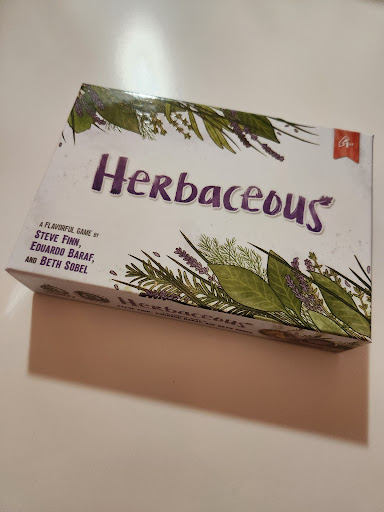 Herbaceous
A FLAVORFUL GAME BY
STEVE FINN,
EDUARDO BARAF,
AND BETH SOBEL
Herbaceous